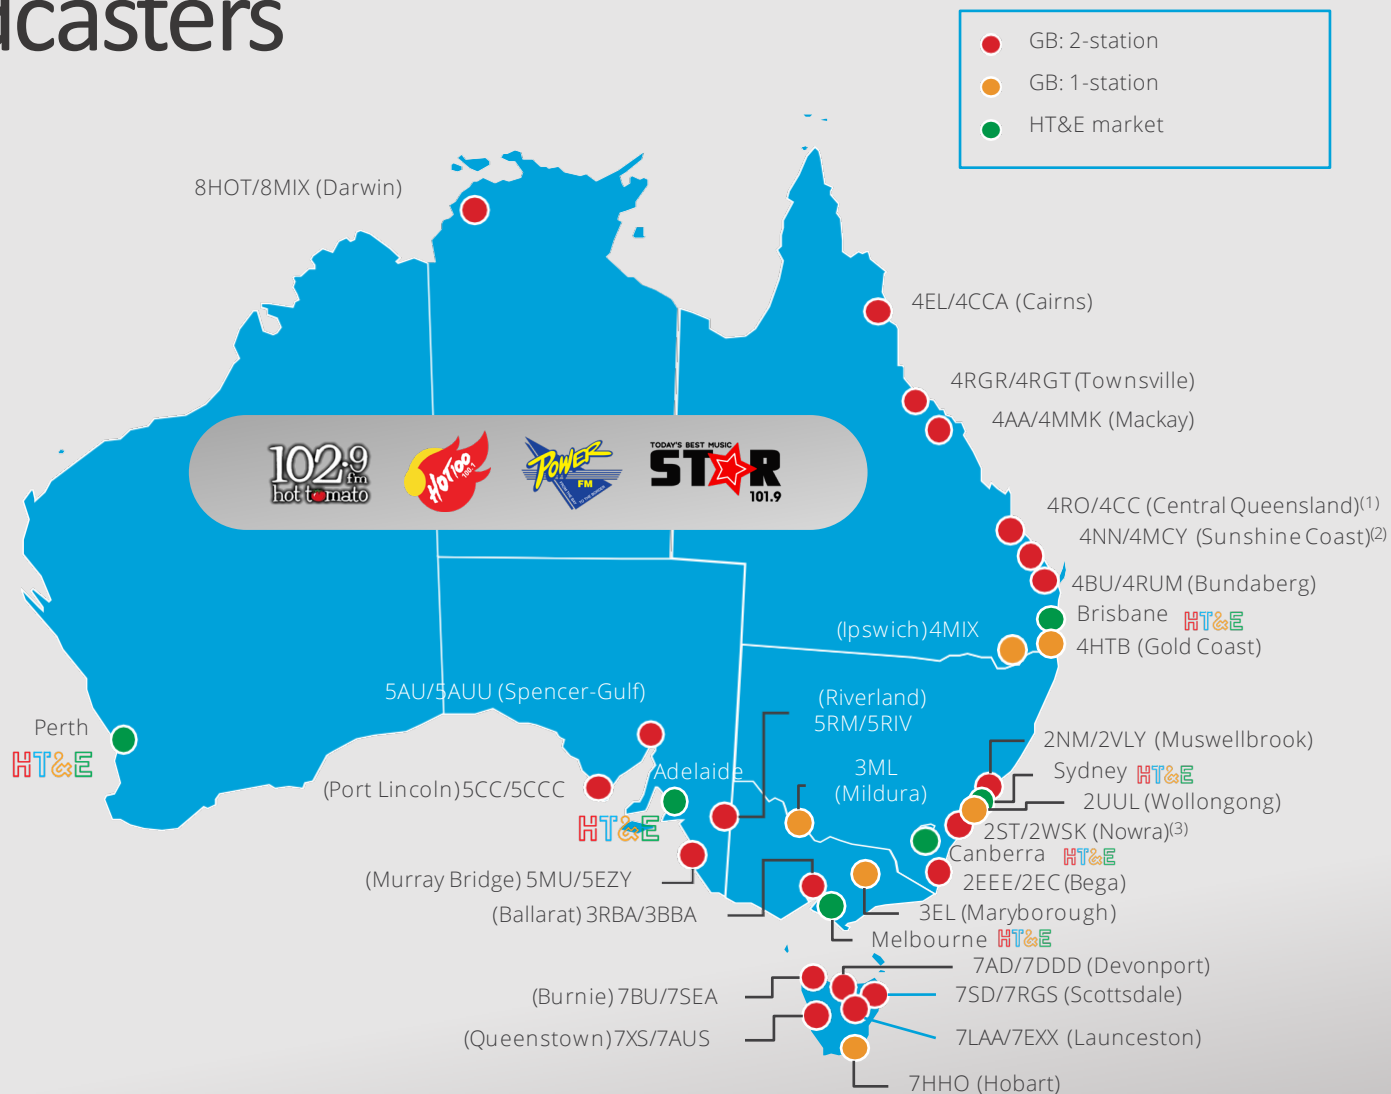 dcasters
GB: 2-station
GB: 1-station
HT&E market
8HOT/8MIX (Darwin)
4EL/4CCA (Cairns)
4RGR/4RGT (Townsville)
4AA/4MMK (Mackay)
102.9
fm
hot tomato
HOT100
100.1
POWER
FM
TODAY'S BEST MUSIC
STAR
101.9
4RO/4CC (Central Queensland)(1)
4NN/4MCY (Sunshine Coast)(2)
4BU/4RUM (Bundaberg)
Brisbane HT&E
(Ipswich) 4MIX
4HTB (Gold Coast)
5AU/5AUU (Spencer-Gulf)
(Riverland)
5RM/5RIV
Perth
HT&E
2NM/2VLY (Muswellbrook)
Adelaide
3ML
(Mildura)
Sydney HT&E
(Port Lincoln) 5CC/5CCC
2UUL (Wollongong)
HT&E
2ST/2WSK (Nowra)(3)
Canberra HT&E
(Murray Bridge) 5MU/5EZY
2EEE/2EC (Bega)
(Ballarat) 3RBA/3BBA
3EL (Maryborough)
Melbourne HT&E
7AD/7DDD (Devonport)
(Burnie) 7BU/7SEA
7SD/7RGS (Scottsdale)
(Queenstown) 7XS/7AUS
7LAA/7EXX (Launceston)
7HHO (Hobart)